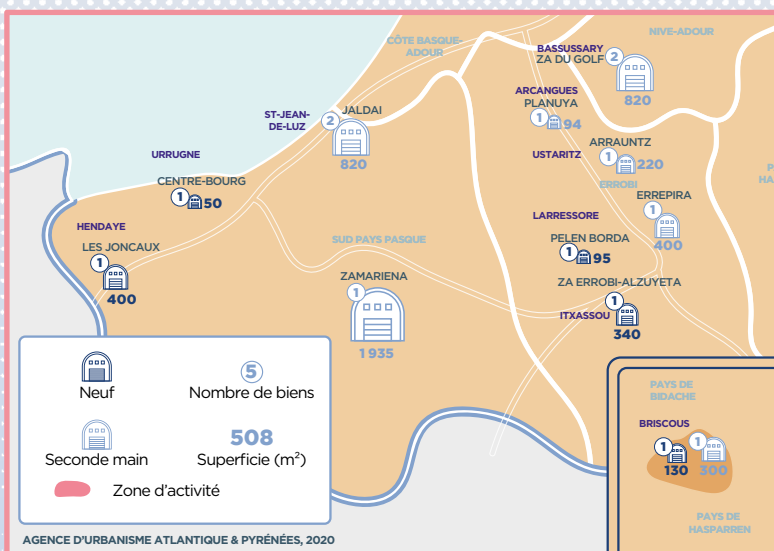 CÔTE BASQUE-
ADOUR
NIVE-ADOUR
BASSUSSARY
ZA DU GOLF
2
820
ARCANGUES
PLANUYA
1
94
ST-JEAN-
DE-LUZ
JALDAI
2
820
ARRAUNTZ
USTARITZ
1
220
ERROBI
P
HA
URRUGNE
CENTRE-BOURG
1
50
ERREPIRA
1
400
LARRESSORE
PELEN BORDA
1
95
HENDAYE
LES JONCAUX
1
400
SUD PAYS PASQUE
ZAMARIENA
1
1 935
ZA ERROBI-ALZUYETA
1
ITXASSOU
340
Neuf
5
Nombre de biens
Seconde main
508
Superficie (m²)
Zone d'activité
PAYS DE
BIDACHE
BRISCOUS
1
130
1
300
PAYS DE
HASPARREN
AGENCE D'URBANISME ATLANTIQUE & PYRÉNÉES, 2020